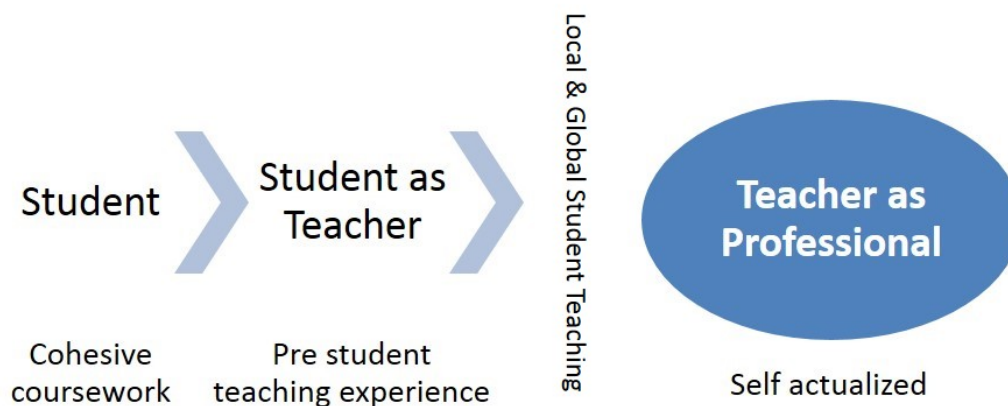 Student
Student as
Teacher
Local & Global Student Teaching
Teacher as
Professional
Cohesive
coursework
Pre student
teaching experience
Self actualized